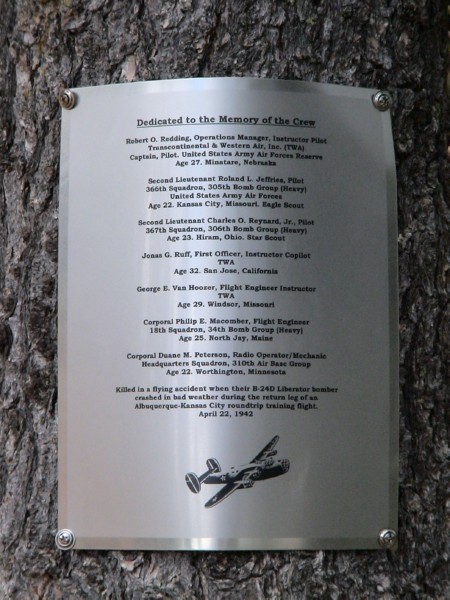 Dedicated to the Memory of the Crew
Robert O. Redding, Operations Manager, Instructor Pilot
Transcontinental & Western Air, Inc. (TWA)
Captain, Pilot. United States Army Air Forces Reserve
Age 27. Minatare, Nebraska
Second Lieutenant Roland L. Jeffries, Pilot
366th Squadron, 305th Bomb Group (Heavy)
United States Army Air Forces
Age 22. Kansas City, Missouri. Eagle Scout
Second Lieutenant Charles O. Reynard, Jr., Pilot
367th Squadron, 306th Bomb Group (Heavy)
Age 23. Hiram, Ohio. Star Scout
Jonas G. Ruff, First Officer, Instructor Copilot
TWA
Age 32. San Jose, California
George E. Van Hoozer, Flight Engineer Instructor
TWA
Age 29. Windsor, Missouri
Corporal Philip E. Macomber, Flight Engineer
18th Squadron, 34th Bomb Group (Heavy)
Age 25. North Jay, Maine
Corporal Duane M. Peterson, Radio Operator/Mechanic
Headquarters Squadron, 310th Air Base Group
Age 22. Worthington, Minnesota
Killed in a flying accident when their B-24D Liberator bomber
crashed in bad weather during the return leg of an
Albuquerque-Kansas City roundtrip training flight.
April 22, 1942